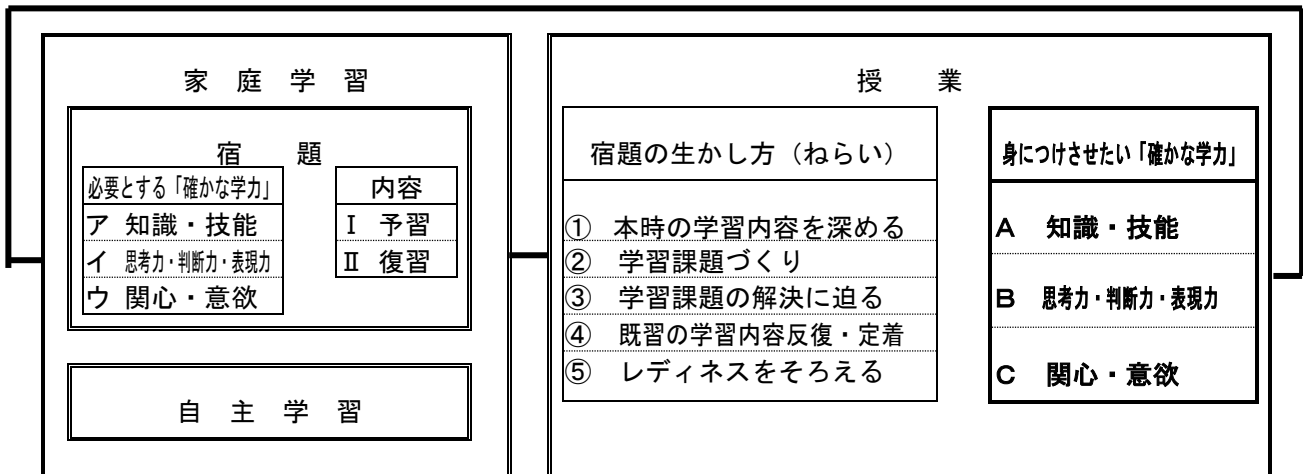 家 庭 学 習
宿 題
必要とする「確かな学力」
ア 知識・技能
イ 思考力・判断力・表現力
ウ 関心・意欲
内容
Ⅰ 予習
Ⅱ 復習
自 主 学 習
授 業
宿題の生かし方（ねらい）
① 本時の学習内容を深める
② 学習課題づくり
③ 学習課題の解決に迫る
④ 既習の学習内容反復・定着
⑤ レディネスをそろえる
身につけさせたい「確かな学力」
Ａ 知識・技能
Ｂ 思考力・判断力・表現力
Ｃ 関心・意欲